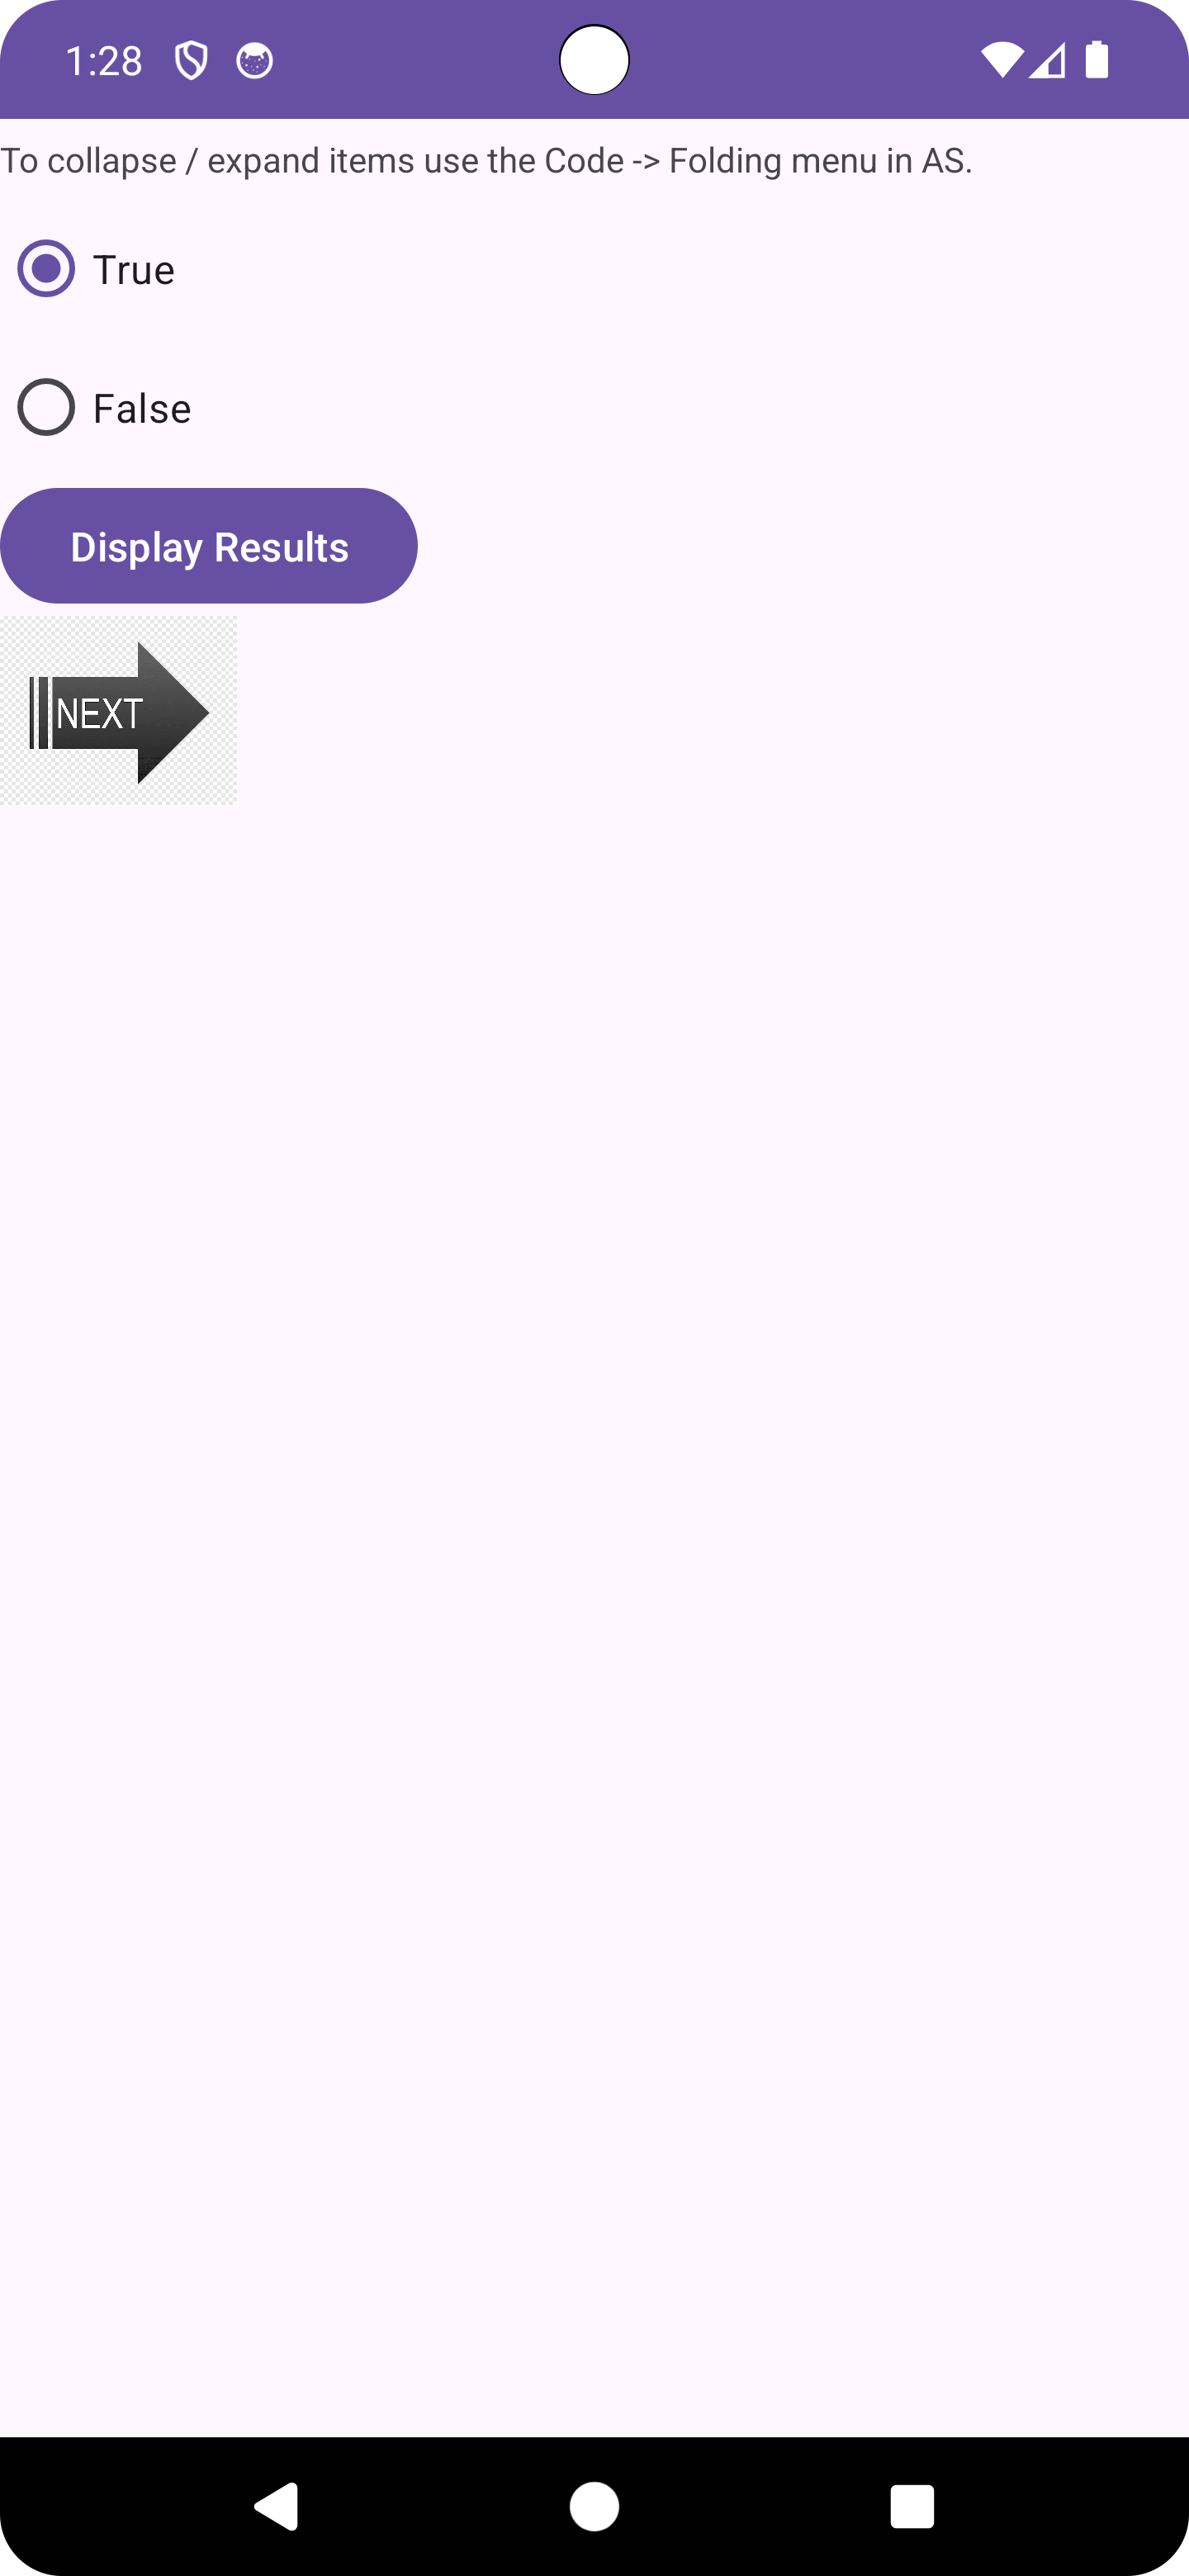 1:28
To collapse / expand items use the Code -> Folding menu in AS.
True
False
Display Results
NEXT